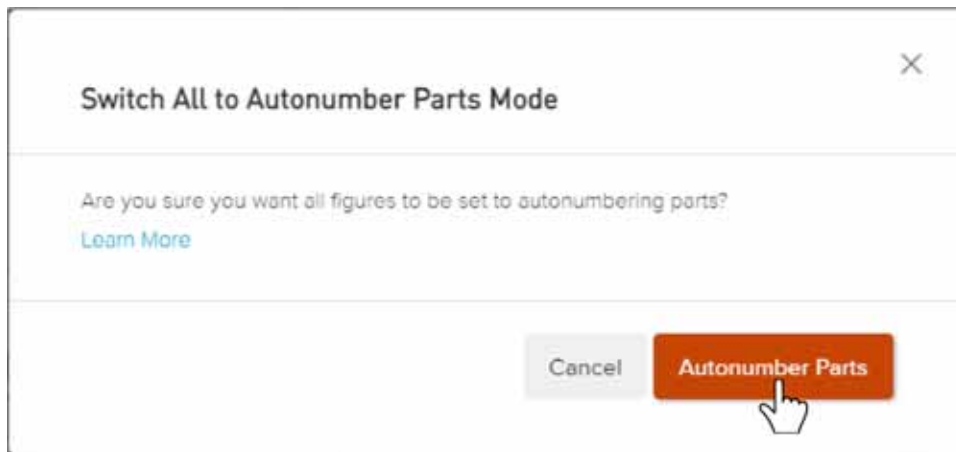 Switch All to Autonumber Parts Mode
Are you sure you want all figures to be set to autonumbering parts?
Learn More
Cancel
Autonumber Parts